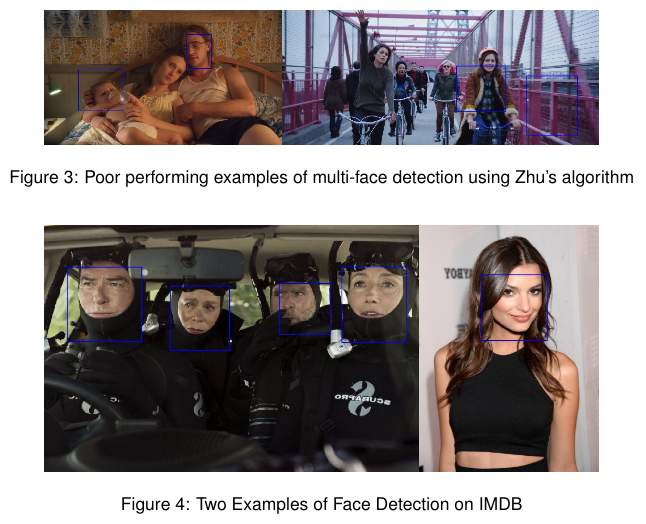 Figure 3: Poor performing examples of multi-face detection using Zhu's algorithm
YBOY
SCUBAPRO
Figure 4: Two Examples of Face Detection on IMDB